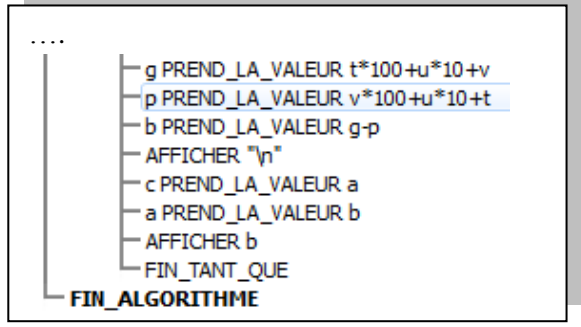 ....
g PREND_LA_VALEUR t*100+u*10+v
p PREND_LA_VALEUR v*100+u*10+t
b PREND_LA_VALEUR g-p
AFFICHER "\n"
c PREND_LA_VALEUR a
a PREND_LA_VALEUR b
AFFICHER b
FIN_TANT_QUE
FIN_ALGORITHME